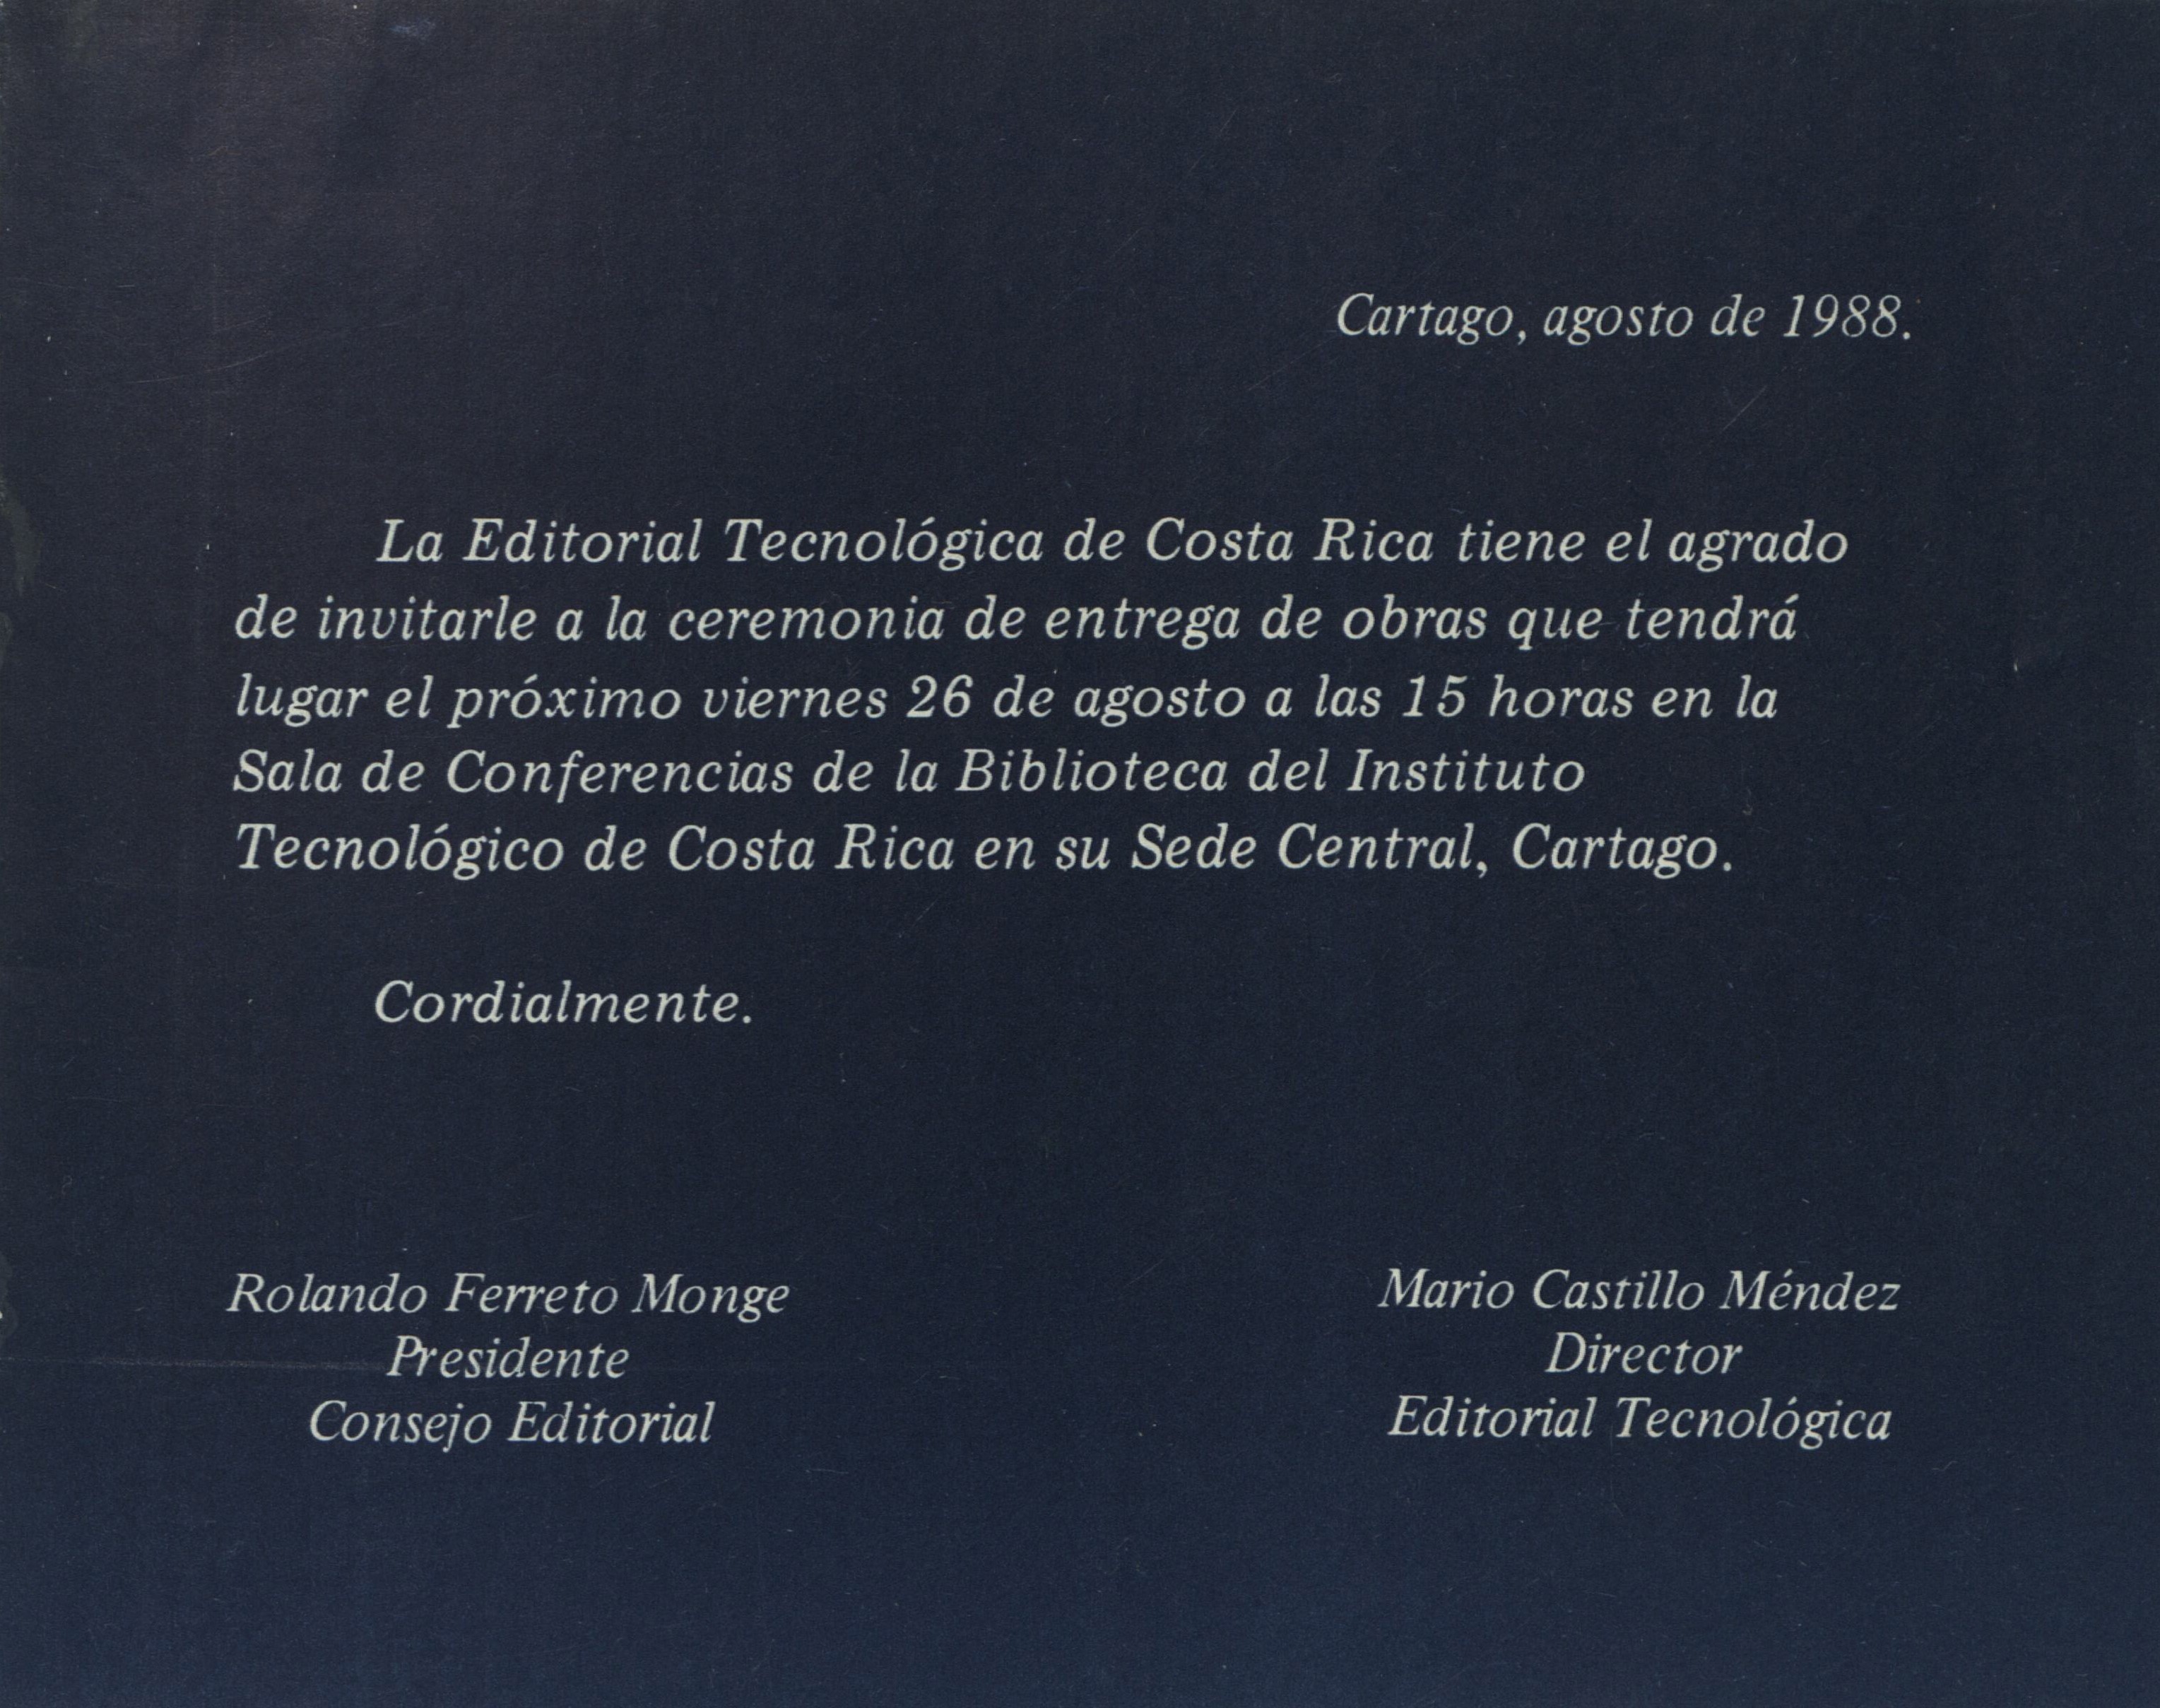 Cartago, agosto de 1988.
La Editorial Tecnológica de Costa Rica tiene el agrado
de invitarle a la ceremonia de entrega de obras que tendrá
lugar el próximo viernes 26 de agosto a las 15 horas en la
Sala de Conferencias de la Biblioteca del Instituto
Tecnológico de Costa Rica en su Sede Central, Cartago.
Cordialmente.
Rolando Ferreto Monge
Presidente
Consejo Editorial
Mario Castillo Méndez
Director
Editorial Tecnológica